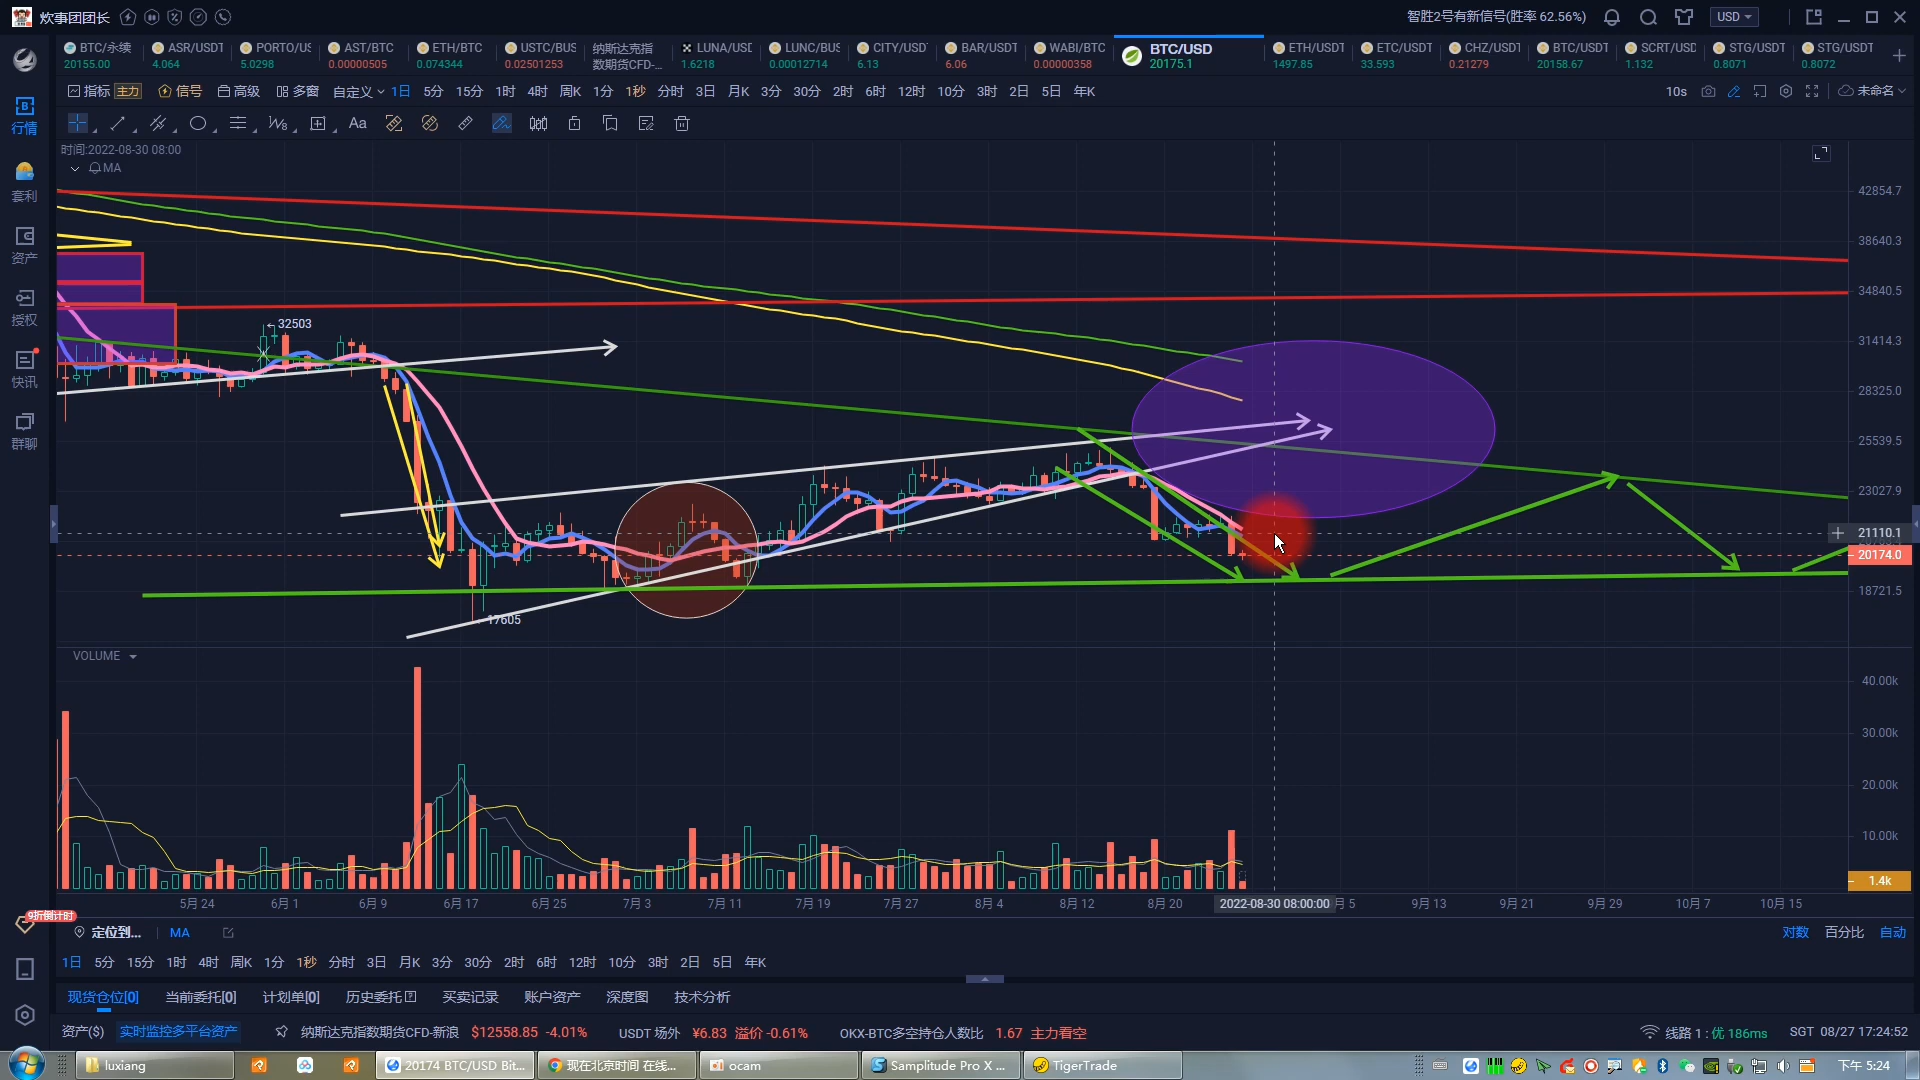 炊事团团长
智胜2号有新信号(胜率 62.56%)
USD
BTC/永续 20155.00
ASR/USDT 4.064
PORTO/US 5.0298
AST/BTC 0.00000505
ETH/BTC 0.074344
USTC/BUS 0.02501253
纳斯达克指数期货CFD-...
LUNA/USD 1.6218
LUNC/BUS 0.00012714
CITY/USD 6.13
BAR/USDT 6.06
WABI/BTC 0.00000358
BTC/USD 20175.1
ETH/USDT 1497.85
ETC/USDT 33.593
CHZ/USDT 0.21279
BTC/USDT 20158.67
SCRT/USD 1.132
STG/USDT 0.8071
STG/USDT 0.8072
指标 主力 信号 高级 多窗 自定义 1日 5分 15分 1时 4时 周K 1分 1秒 分时 3日 月K 3分 30分 2时 6时 12时 10分 3时 2日 5日 年K
10s 未命名
Aa
时间:2022-08-30 08:00
MA
行情
套利
资产
授权
快讯
群聊
32503
17605
42854.7
38640.3
34840.5
31414.3
28325.0
25539.5
23027.9
21110.1
20174.0
18721.5
VOLUME
40.00k
30.00k
20.00k
10.00k
1.4k
5月 24 6月 1 6月 9 6月 17 6月 25 7月 3 7月 11 7月 19 7月 27 8月 4 8月 12 8月 20 2022-08-30 08:00:00 月 5 9月 13 9月 21 9月 29 10月 7 10月 15
9折倒计时
定位到... MA
对数 百分比 自动
1日 5分 15分 1时 4时 周K 1分 1秒 分时 3日 月K 3分 30分 2时 6时 12时 10分 3时 2日 5日 年K
现货仓位[0] 当前委托[0] 计划单[0] 历史委托 买卖记录 账户资产 深度图 技术分析
资产($) 实时监控多平台资产 纳斯达克指数期货CFD-新浪 $12558.85 -4.01% USDT 场外 ¥6.83 溢价 -0.61% OKX-BTC多空持仓人数比 1.67 主力看空
线路 1 : 优 186ms SGT 08/27 17:24:52
luxiang
20174 BTC/USD Bit...
现在北京时间 在线...
ocam
Samplitude Pro X ...
TigerTrade
下午 5:24